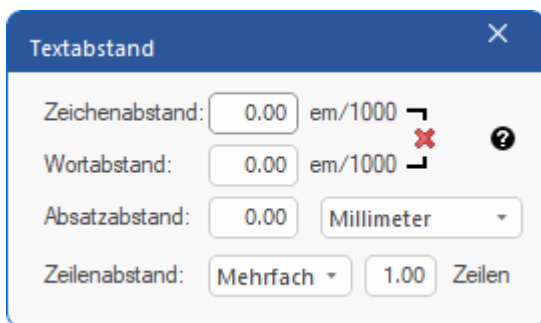 Textabstand
Zeichenabstand: 0.00 em/1000
Wortabstand: 0.00 em/1000
Absatzabstand: 0.00 Millimeter
Zeilenabstand: Mehrfach 1.00 Zeilen